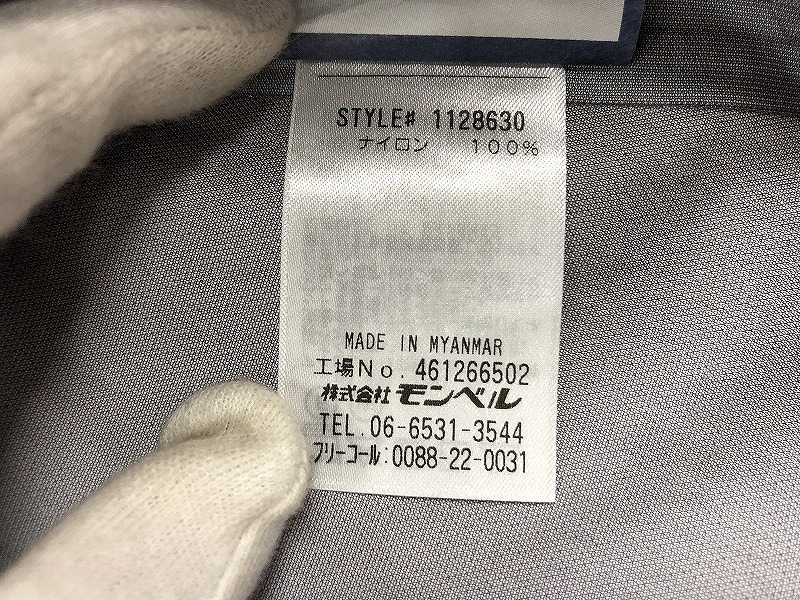 STYLE# 1128630
ナイロン 100%
MADE IN MYANMAR
工場No. 461266502
株式会社 モンベル
TEL. 06-6531-3544
フリーコール:0088-22-0031